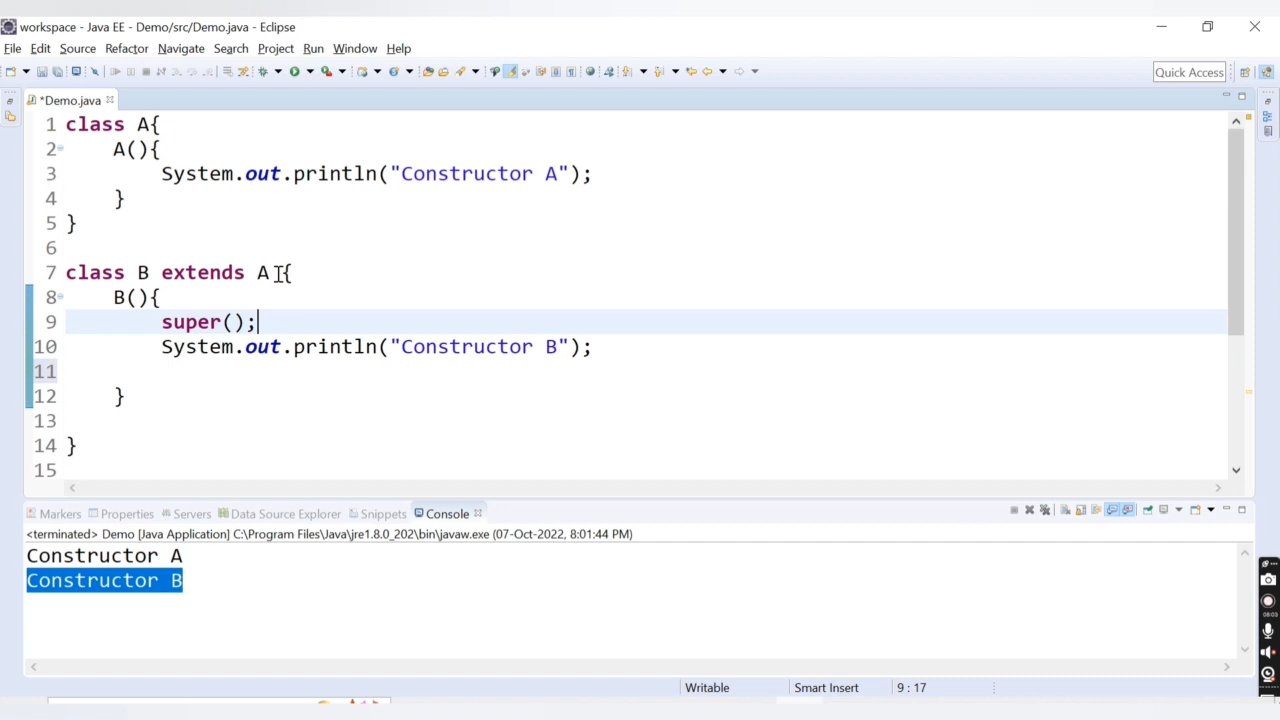 workspace - Java EE - Demo/src/Demo.java - Eclipse
File Edit Source Refactor Navigate Search Project Run Window Help
Quick Access
*Demo.java
1 class A{
2 A(){
3 System.out.println("Constructor A");
4 }
5 }
6
7 class B extends A {
8 B(){
9 super();
10 System.out.println("Constructor B");
11
12 }
13
14 }
15
Markers Properties Servers Data Source Explorer Snippets Console
<terminated> Demo [Java Application] C:\Program Files\Java\jre1.8.0_202\bin\javaw.exe (07-Oct-2022, 8:01:44 PM)
Constructor A
Constructor B
08:03
Writable Smart Insert 9 : 17